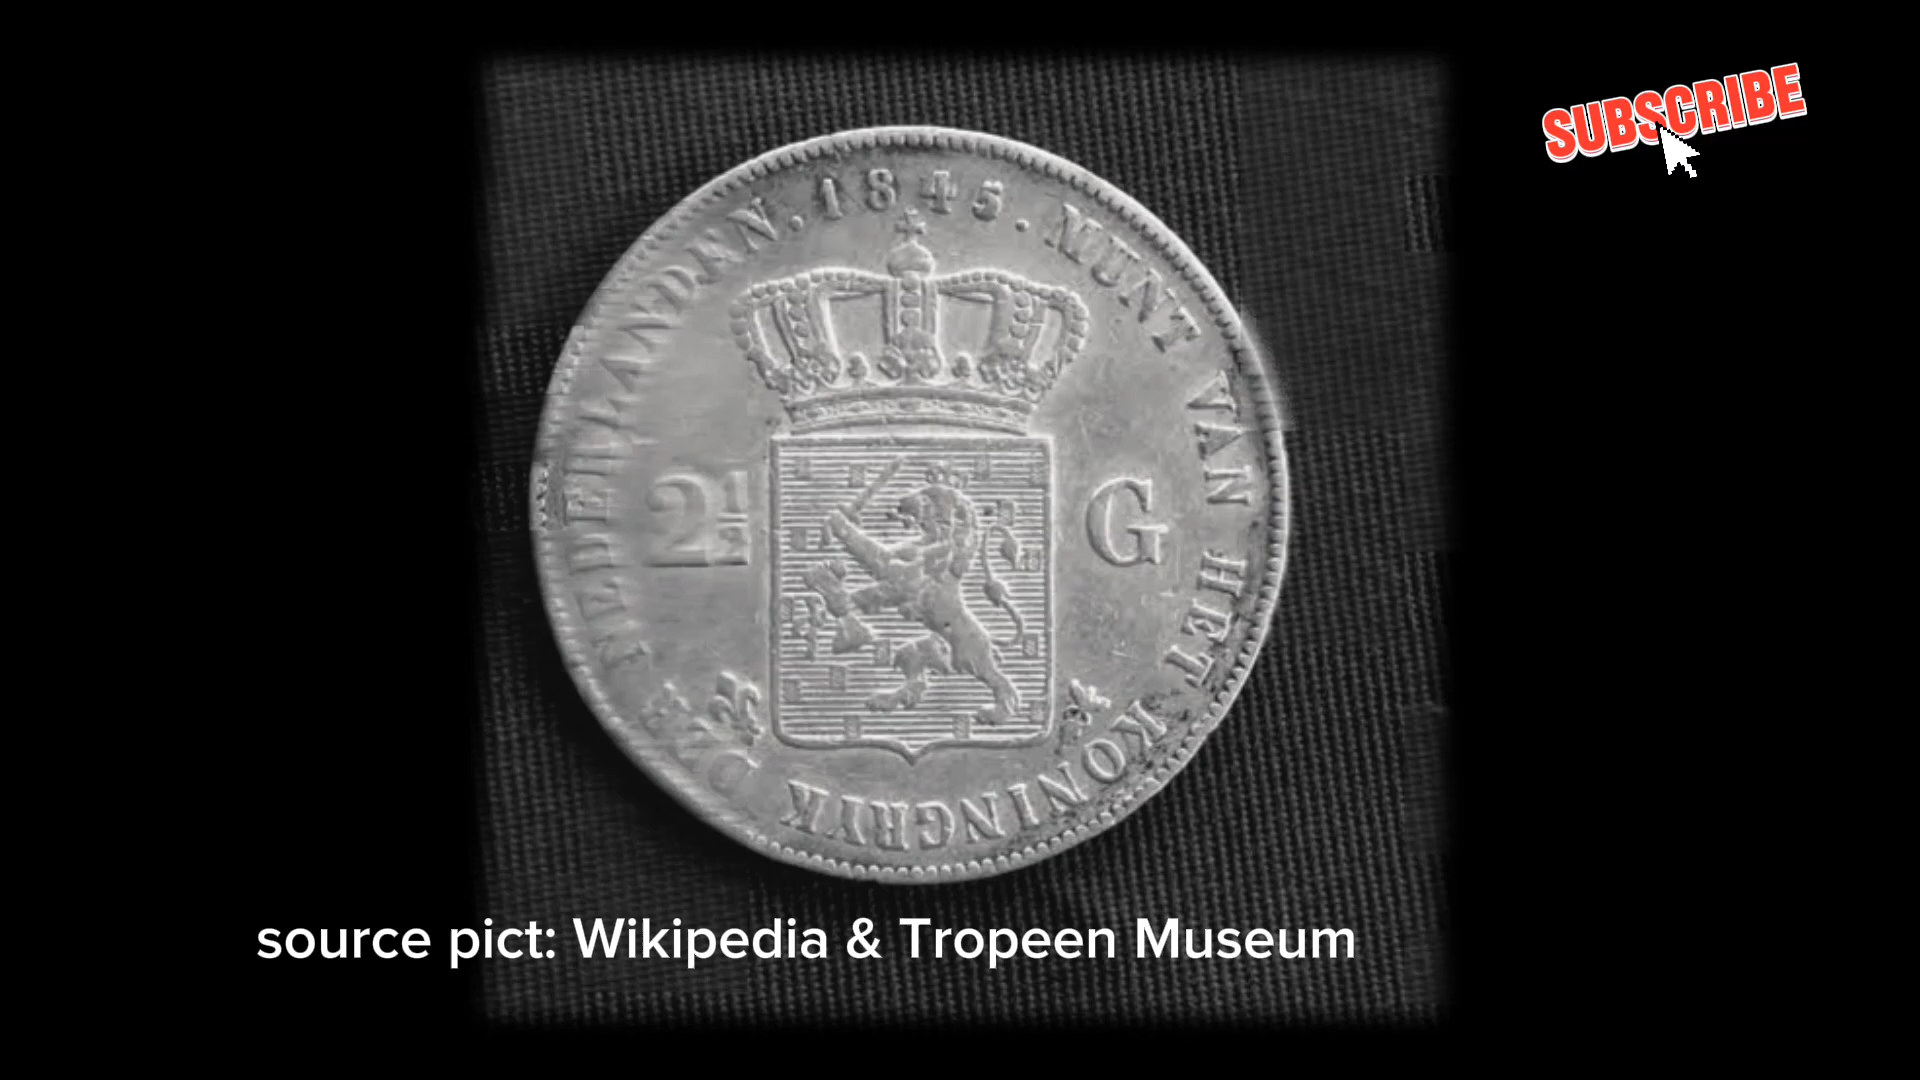 SUBSCRIBE
MUNT VAN HET KONINGRYK DER NEDERLANDEN. 1845.
2½ G
source pict: Wikipedia & Tropeen Museum